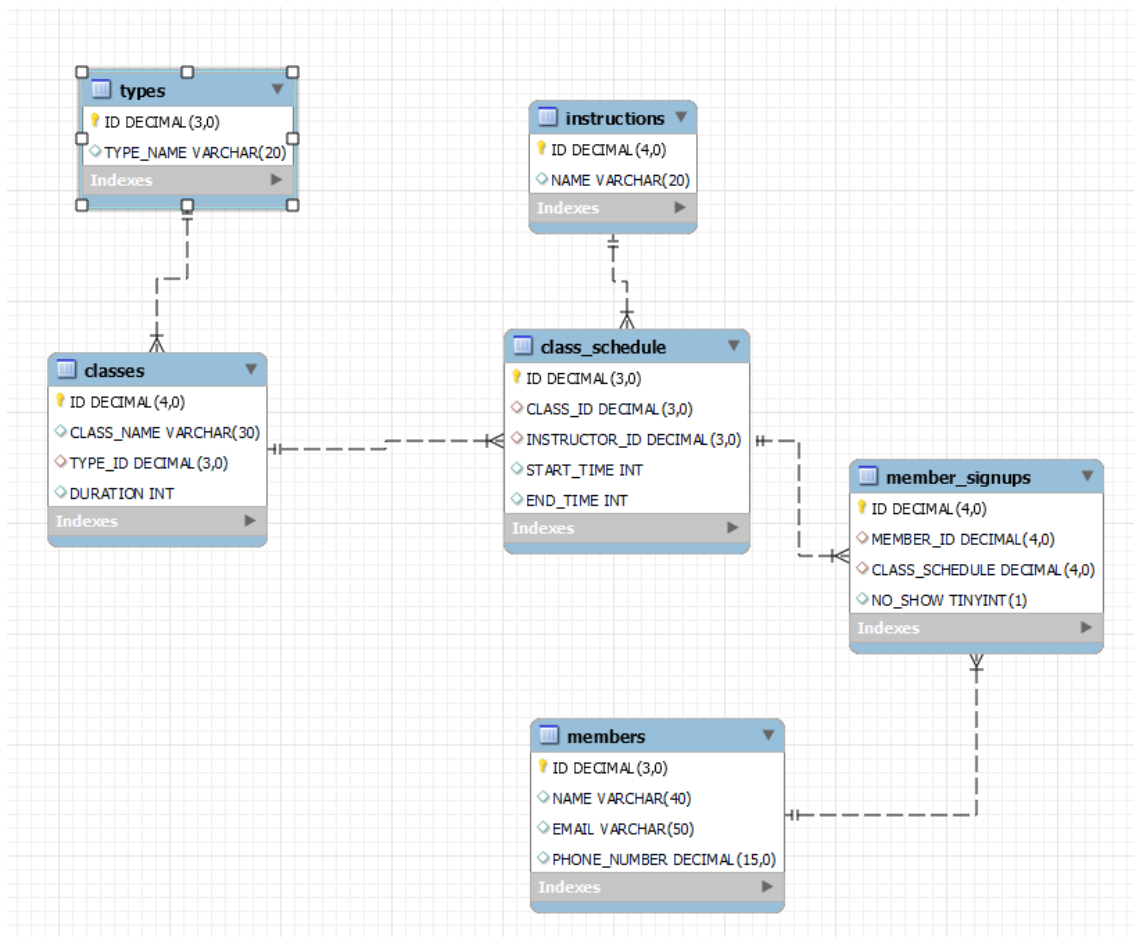 types
ID DECIMAL(3,0)
TYPE_NAME VARCHAR(20)
Indexes
instructions
ID DECIMAL(4,0)
NAME VARCHAR(20)
Indexes
classes
ID DECIMAL(4,0)
CLASS_NAME VARCHAR(30)
TYPE_ID DECIMAL(3,0)
DURATION INT
Indexes
class_schedule
ID DECIMAL(3,0)
CLASS_ID DECIMAL(3,0)
INSTRUCTOR_ID DECIMAL(3,0)
START_TIME INT
END_TIME INT
Indexes
member_signups
ID DECIMAL(4,0)
MEMBER_ID DECIMAL(4,0)
CLASS_SCHEDULE DECIMAL(4,0)
NO_SHOW TINYINT(1)
Indexes
members
ID DECIMAL(3,0)
NAME VARCHAR(40)
EMAIL VARCHAR(50)
PHONE_NUMBER DECIMAL(15,0)
Indexes